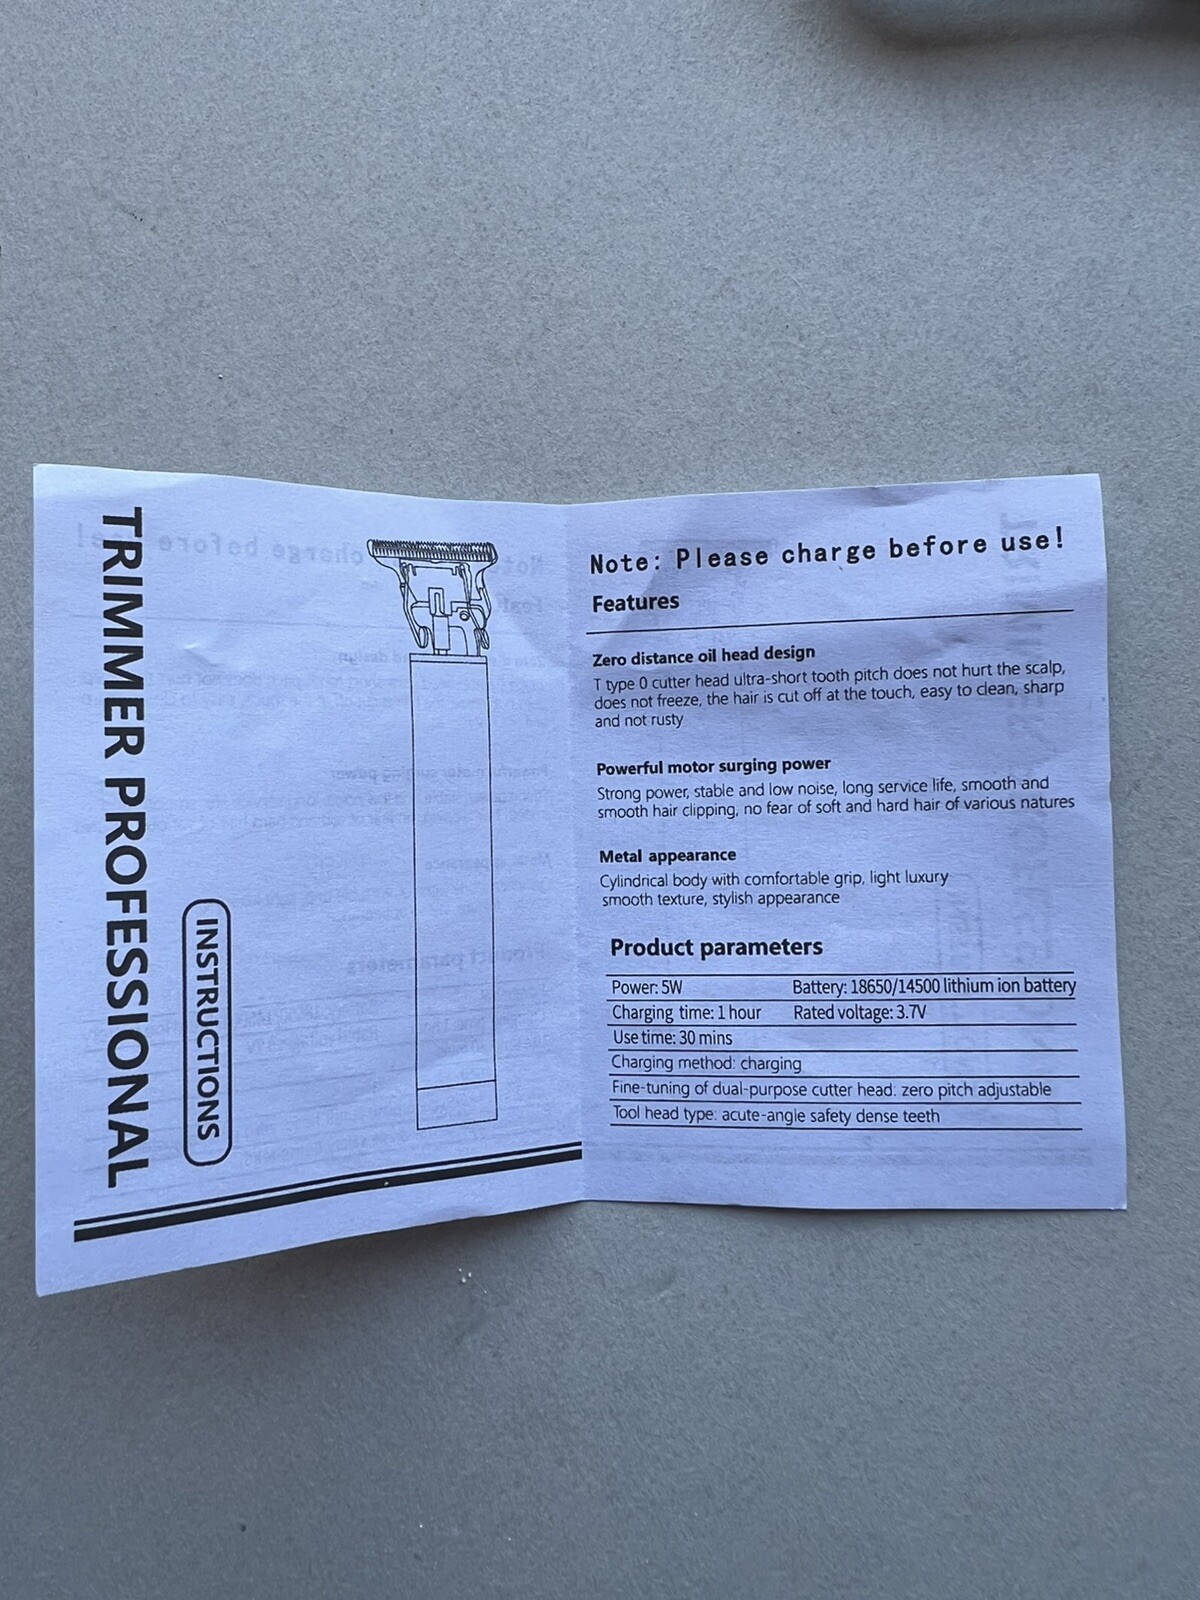 TRIMMER PROFESSIONAL
INSTRUCTIONS
Note: Please charge before use!
Features
Zero distance oil head design
T type 0 cutter head ultra-short tooth pitch does not hurt the scalp,
does not freeze, the hair is cut off at the touch, easy to clean, sharp
and not rusty
Powerful motor surging power
Strong power, stable and low noise, long service life, smooth and
smooth hair clipping, no fear of soft and hard hair of various natures
Metal appearance
Cylindrical body with comfortable grip, light luxury
smooth texture, stylish appearance
Product parameters
Power: 5W Battery: 18650/14500 lithium ion battery
Charging time: 1 hour Rated voltage: 3.7V
Use time: 30 mins
Charging method: charging
Fine-tuning of dual-purpose cutter head: zero pitch adjustable
Tool head type: acute-angle safety dense teeth